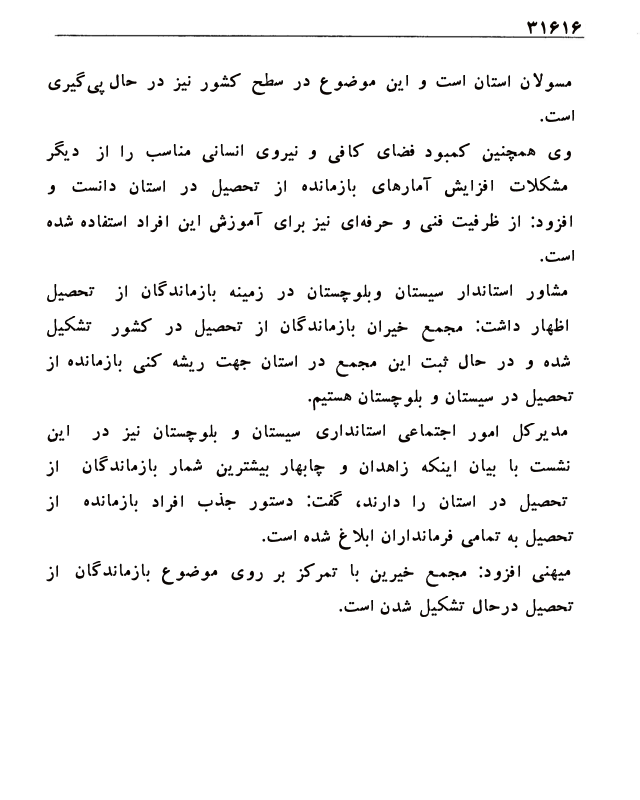 ۳۱۶۱۶
مسولان استان است و این موضوع در سطح کشور نیز در حال پی‌گیری
است.
وی همچنین کمبود فضای کافی و نیروی انسانی مناسب را از دیگر
مشکلات افزایش آمارهای بازمانده از تحصیل در استان دانست و
افزود: از ظرفیت فنی و حرفه‌ای نیز برای آموزش این افراد استفاده شده
است.
مشاور استاندار سیستان وبلوچستان در زمینه بازماندگان از تحصیل
اظهار داشت: مجمع خیران بازماندگان از تحصیل در کشور تشکیل
شده و در حال ثبت این مجمع در استان جهت ریشه کنی بازمانده از
تحصیل در سیستان و بلوچستان هستیم.
مدیرکل امور اجتماعی استانداری سیستان و بلوچستان نیز در این
نشست با بیان اینکه زاهدان و چابهار بیشترین شمار بازماندگان از
تحصیل در استان را دارند، گفت: دستور جذب افراد بازمانده از
تحصیل به تمامی فرمانداران ابلاغ شده است.
میهنی افزود: مجمع خیرین با تمرکز بر روی موضوع بازماندگان از
تحصیل درحال تشکیل شدن است.